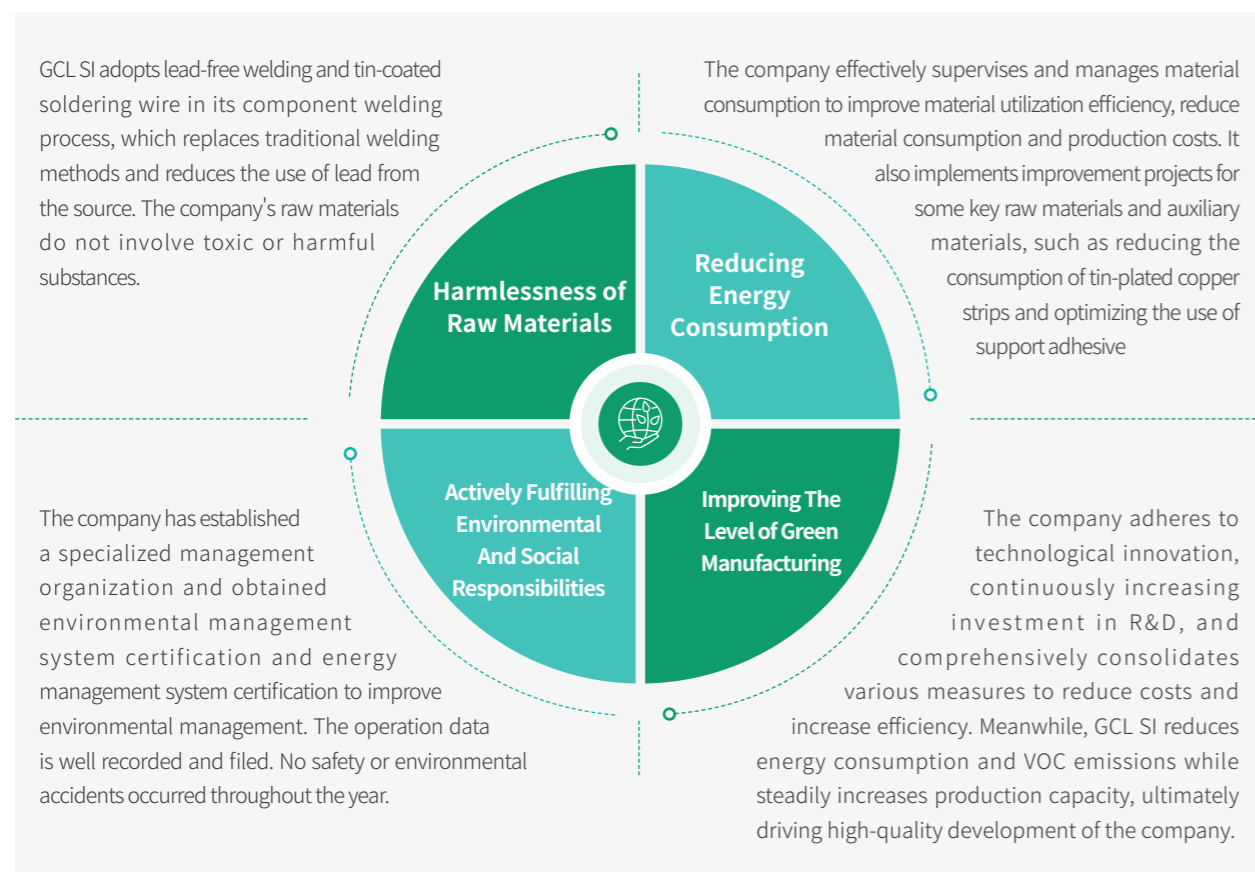 GCL SI adopts lead-free welding and tin-coated
soldering wire in its component welding
process, which replaces traditional welding
methods and reduces the use of lead from
the source. The company's raw materials
do not involve toxic or harmful
substances.
The company effectively supervises and manages material
consumption to improve material utilization efficiency, reduce
material consumption and production costs. It
also implements improvement projects for
some key raw materials and auxiliary
materials, such as reducing the
consumption of tin-plated copper
strips and optimizing the use of
support adhesive
Harmlessness of
Raw Materials
Reducing
Energy
Consumption
Actively Fulfilling
Environmental
And Social
Responsibilities
Improving The
Level of Green
Manufacturing
The company has established
a specialized management
organization and obtained
environmental management
system certification and energy
management system certification to improve
environmental management. The operation data
is well recorded and filed. No safety or environmental
accidents occurred throughout the year.
The company adheres to
technological innovation,
continuously increasing
investment in R&D, and
comprehensively consolidates
various measures to reduce costs and
increase efficiency. Meanwhile, GCL SI reduces
energy consumption and VOC emissions while
steadily increases production capacity, ultimately
driving high-quality development of the company.